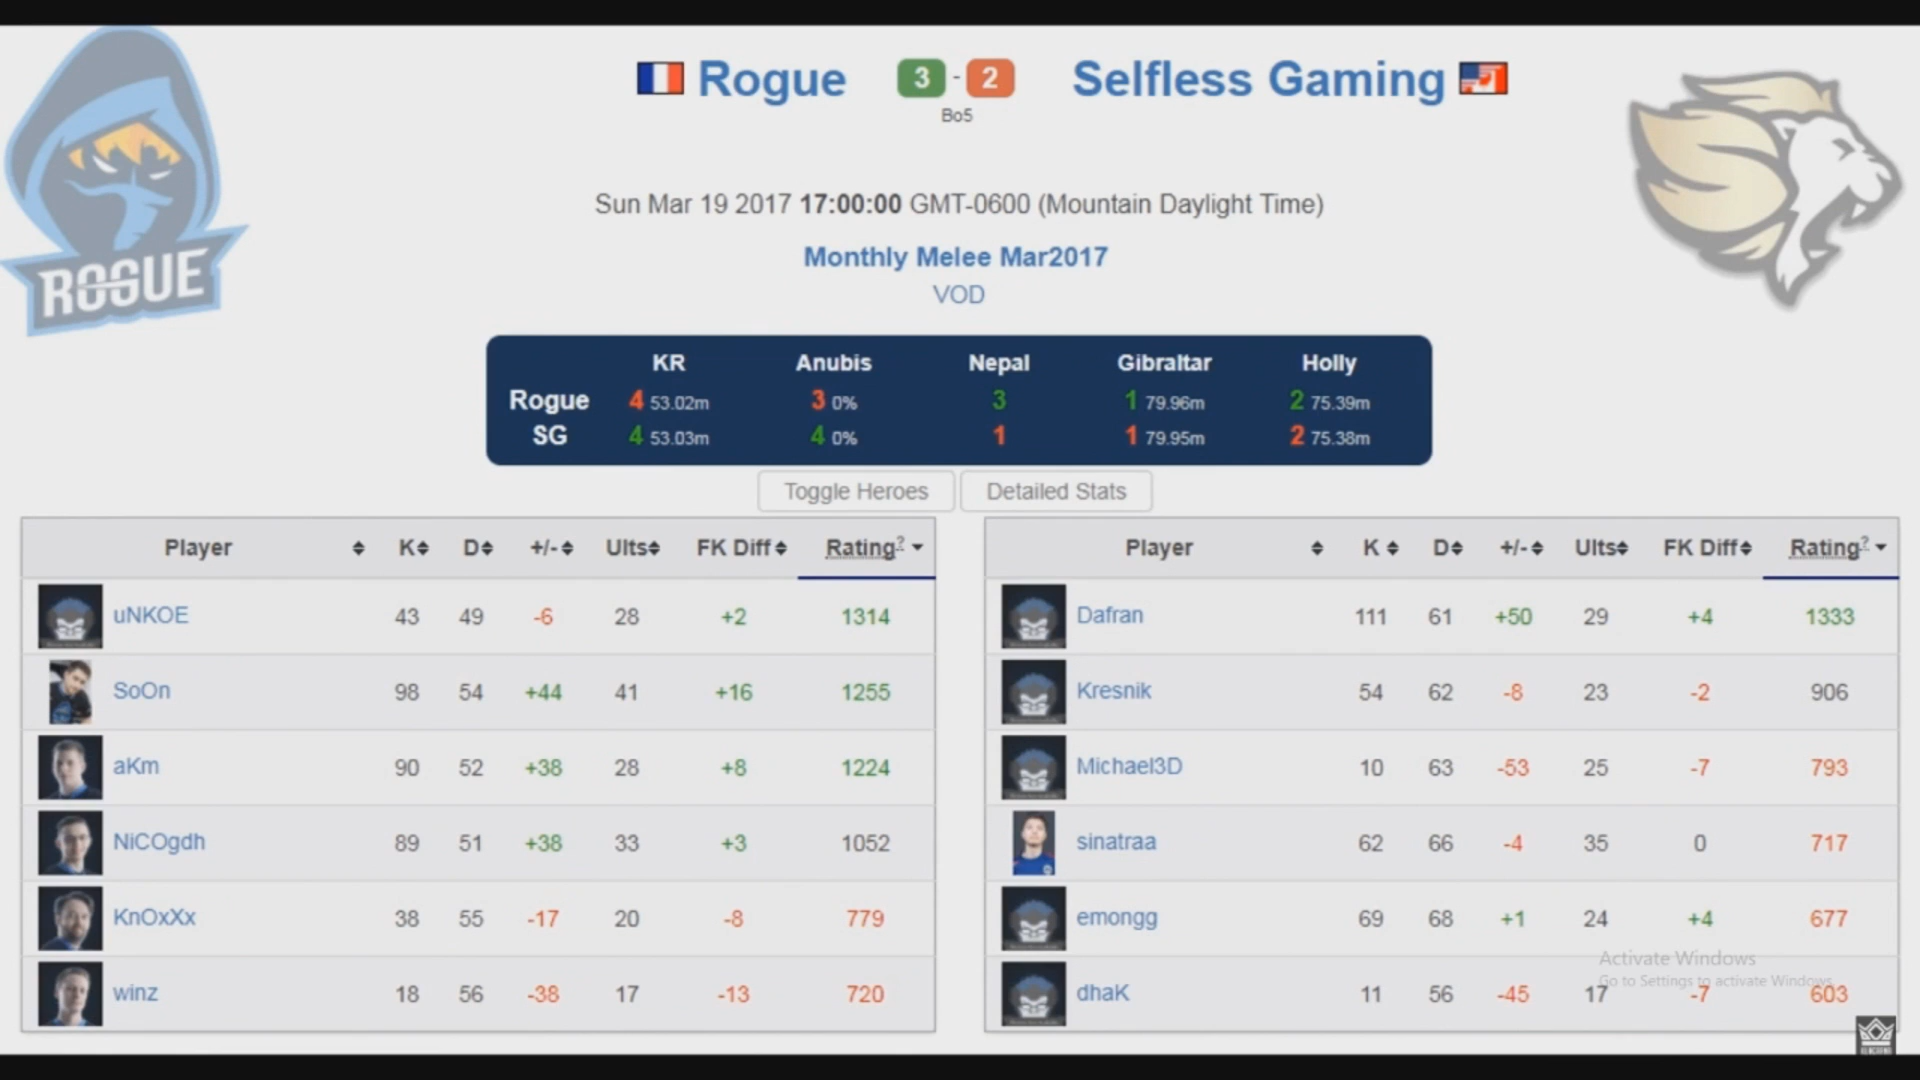 Rogue 3 - 2 Selfless Gaming
Bo5
Sun Mar 19 2017 17:00:00 GMT-0600 (Mountain Daylight Time)
Monthly Melee Mar2017
VOD
ROGUE
KR Anubis Nepal Gibraltar Holly
Rogue 4 53.02m 3 0% 3 1 79.96m 2 75.39m
SG 4 53.03m 4 0% 1 1 79.95m 2 75.38m
Toggle Heroes Detailed Stats
Player K D +/- Ults FK Diff Rating?
uNKOE 43 49 -6 28 +2 1314
SoOn 98 54 +44 41 +16 1255
aKm 90 52 +38 28 +8 1224
NiCOgdh 89 51 +38 33 +3 1052
KnOxXx 38 55 -17 20 -8 779
winz 18 56 -38 17 -13 720
Player K D +/- Ults FK Diff Rating?
Dafran 111 61 +50 29 +4 1333
Kresnik 54 62 -8 23 -2 906
Michael3D 10 63 -53 25 -7 793
sinatraa 62 66 -4 35 0 717
emongg 69 68 +1 24 +4 677
dhaK 11 56 -45 17 -7 603
Activate Windows
Go to Settings to activate Windows.